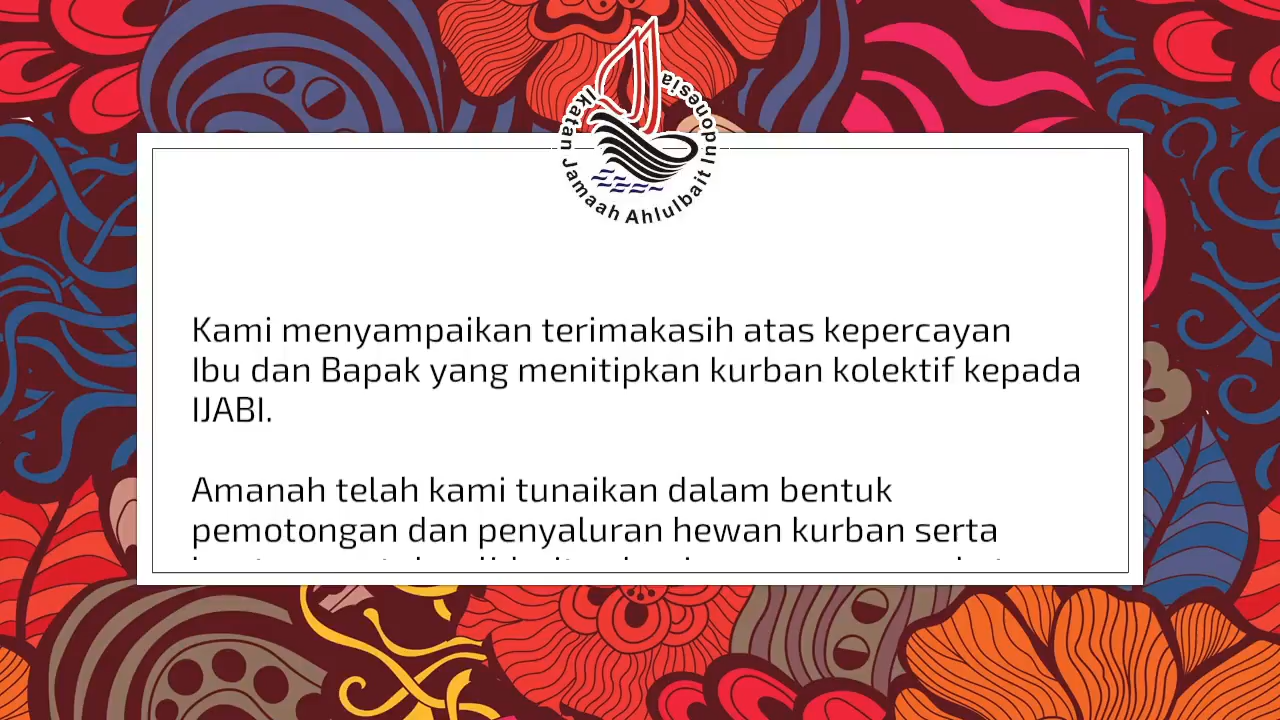 Ikatan Jamaah Ahlulbait Indonesia
Kami menyampaikan terimakasih atas kepercayan
Ibu dan Bapak yang menitipkan kurban kolektif kepada
IJABI.
Amanah telah kami tunaikan dalam bentuk
pemotongan dan penyaluran hewan kurban serta